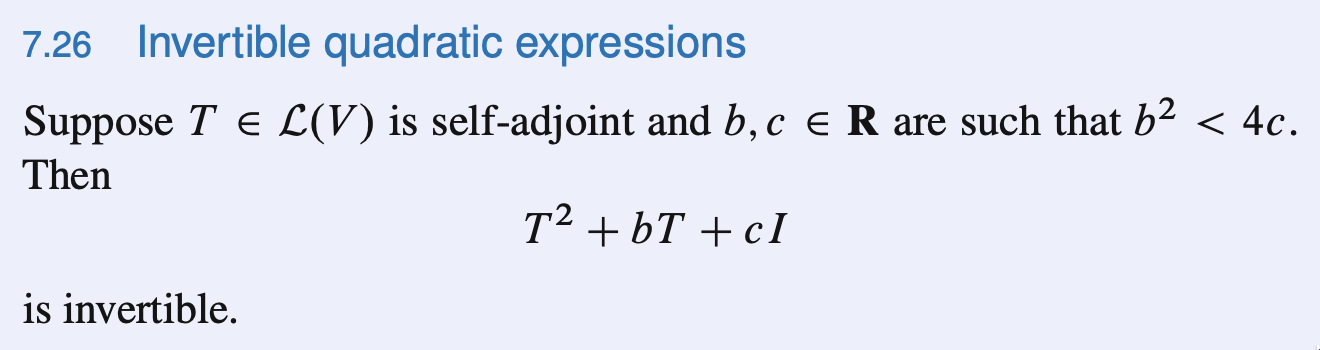 7.26 Invertible quadratic expressions
Suppose T ∈ ℒ(V) is self-adjoint and b, c ∈ 𝐑 are such that b² < 4c.
Then
T² + bT + cI
is invertible.